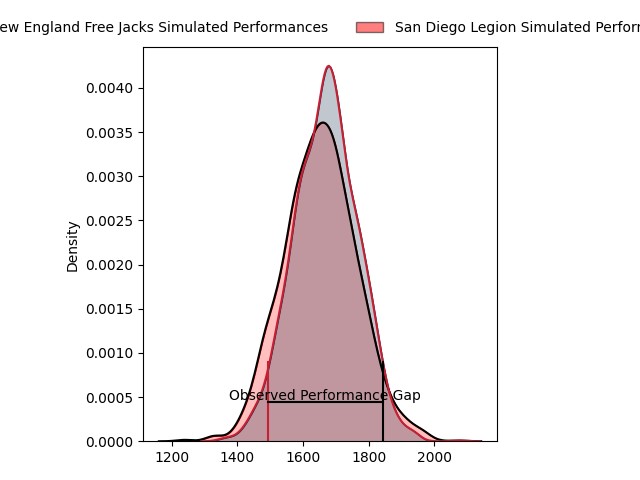 ew England Free Jacks Simulated Performances
San Diego Legion Simulated Perfor
0.0040
0.0035
0.0030
0.0025
0.0020
0.0015
0.0010
0.0005
0.0000
Density
Observed Performance Gap
1200 1400 1600 1800 2000